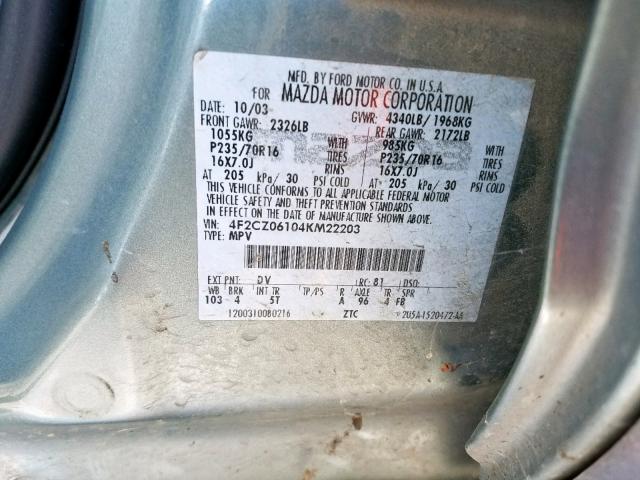 MFD. BY FORD MOTOR CO. IN U.S.A.
FOR MAZDA MOTOR CORPORATION
DATE: 10/03 GVWR: 4340LB/ 1968KG
FRONT GAWR: 2326LB REAR GAWR: 2172LB
1055KG WITH 985KG WITH
P235/70R16 TIRES P235/70R16 TIRES
16X7.0J RIMS 16X7.0J RIMS
AT 205 kPa/ 30 PSI COLD AT 205 kPa/ 30 PSI COLD
THIS VEHICLE CONFORMS TO ALL APPLICABLE FEDERAL MOTOR
VEHICLE SAFETY AND THEFT PREVENTION STANDARDS
IN EFFECT ON THE DATE OF MANUFACTURE SHOWN ABOVE.
VIN: 4F2CZ06104KM22203
TYPE: MPV
EXT PNT: DV RC: 81 DSO:
WB BRK INT TR TP/PS R AXLE TR SPR
103 4 5T A 96 4 FB
1200310080216 ZTC